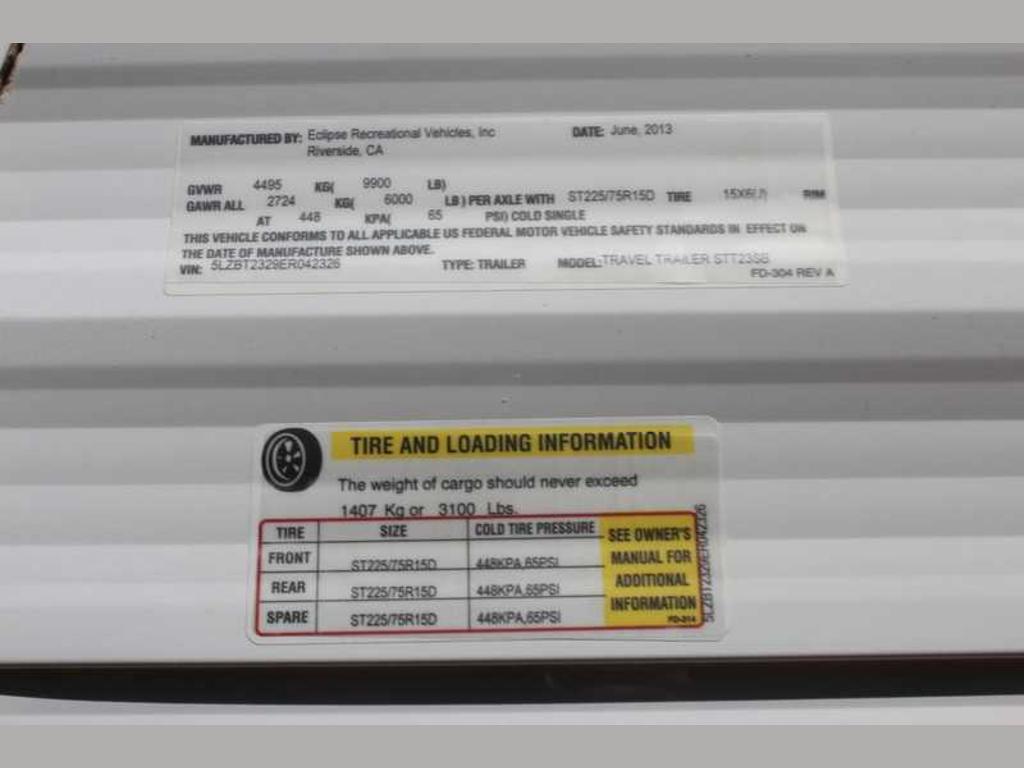 MANUFACTURED BY: Eclipse Recreational Vehicles, Inc DATE: June, 2013
Riverside, CA
GVWR 4495 KG( 9900 LB)
GAWR ALL 2724 KG( 6000 LB ) PER AXLE WITH ST225/75R15D TIRE 15X6(J) RIM
AT 448 KPA( 65 PSI) COLD SINGLE
THIS VEHICLE CONFORMS TO ALL APPLICABLE US FEDERAL MOTOR VEHICLE SAFETY STANDARDS IN EFFECT ON
THE DATE OF MANUFACTURE SHOWN ABOVE.
VIN: 5LZBT2329ER042326 TYPE: TRAILER MODEL: TRAVEL TRAILER STT23SB
FD-304 REV A
TIRE AND LOADING INFORMATION
The weight of cargo should never exceed
1407 Kg or 3100 Lbs.
TIRE SIZE COLD TIRE PRESSURE
FRONT ST225/75R15D 448KPA,65PSI
REAR ST225/75R15D 448KPA,65PSI
SPARE ST225/75R15D 448KPA,65PSI
SEE OWNER'S
MANUAL FOR
ADDITIONAL
INFORMATION
FD-314
5LZBT2329ER042326